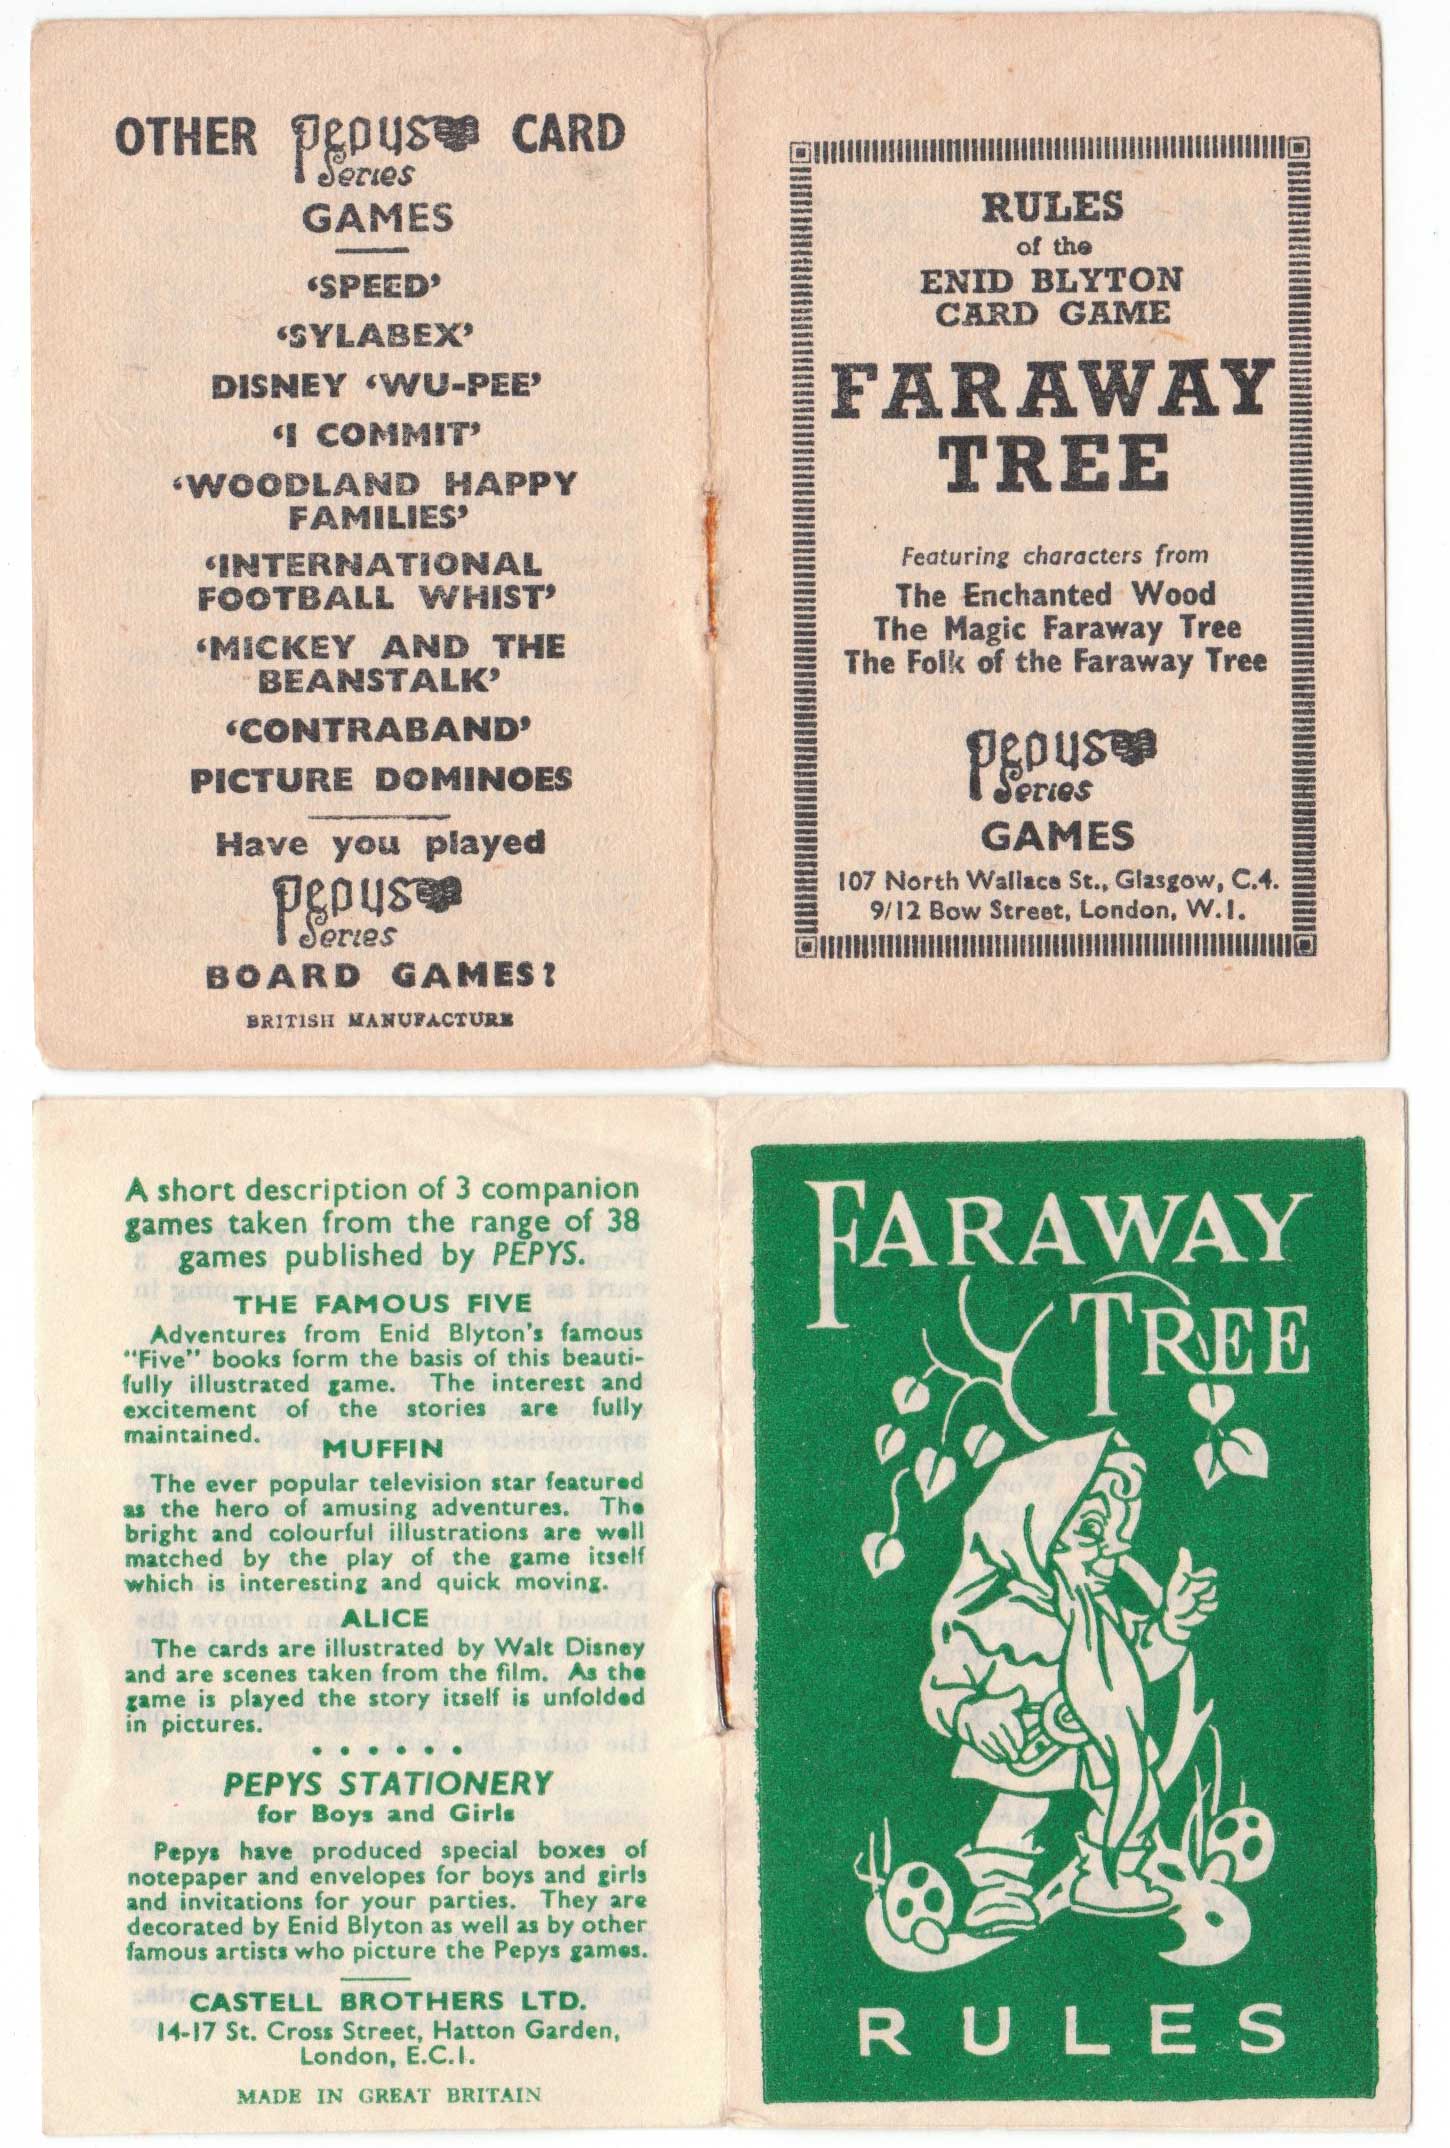 OTHER Pepys CARD
Series
GAMES
‘SPEED’
‘SYLABEX’
DISNEY ‘WU-PEE’
‘I COMMIT’
‘WOODLAND HAPPY
FAMILIES’
‘INTERNATIONAL
FOOTBALL WHIST’
‘MICKEY AND THE
BEANSTALK’
‘CONTRABAND’
PICTURE DOMINOES
Have you played
Pepys
Series
BOARD GAMES?
BRITISH MANUFACTURE
RULES
of the
ENID BLYTON
CARD GAME
FARAWAY
TREE
Featuring characters from
The Enchanted Wood
The Magic Faraway Tree
The Folk of the Faraway Tree
Pepys
Series
GAMES
107 North Wallace St., Glasgow, C.4.
9/12 Bow Street, London, W.1.
A short description of 3 companion
games taken from the range of 38
games published by PEPYS.
THE FAMOUS FIVE
Adventures from Enid Blyton's famous
"Five" books form the basis of this beauti-
fully illustrated game. The interest and
excitement of the stories are fully
maintained.
MUFFIN
The ever popular television star featured
as the hero of amusing adventures. The
bright and colourful illustrations are well
matched by the play of the game itself
which is interesting and quick moving.
ALICE
The cards are illustrated by Walt Disney
and are scenes taken from the film. As the
game is played the story itself is unfolded
in pictures.
PEPYS STATIONERY
for Boys and Girls
Pepys have produced special boxes of
notepaper and envelopes for boys and girls
and invitations for your parties. They are
decorated by Enid Blyton as well as by other
famous artists who picture the Pepys games.
CASTELL BROTHERS LTD.
14-17 St. Cross Street, Hatton Garden,
London, E.C.1.
MADE IN GREAT BRITAIN
FARAWAY
TREE
RULES